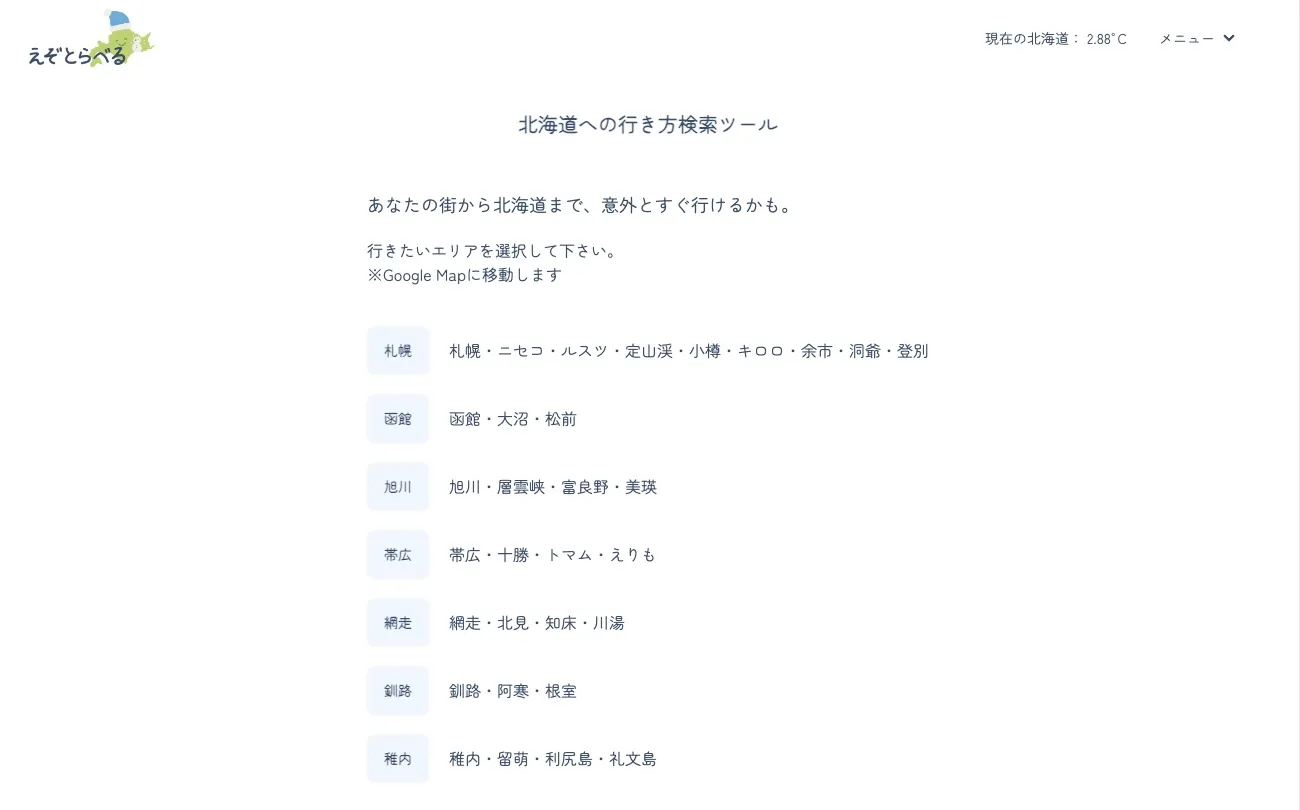 えぞとらべる
現在の北海道： 2.88°C
メニュー
北海道への行き方検索ツール
あなたの街から北海道まで、意外とすぐ行けるかも。
行きたいエリアを選択して下さい。
※Google Mapに移動します
札幌
札幌・ニセコ・ルスツ・定山渓・小樽・キロロ・余市・洞爺・登別
函館
函館・大沼・松前
旭川
旭川・層雲峡・富良野・美瑛
帯広
帯広・十勝・トマム・えりも
網走
網走・北見・知床・川湯
釧路
釧路・阿寒・根室
稚内
稚内・留萌・利尻島・礼文島